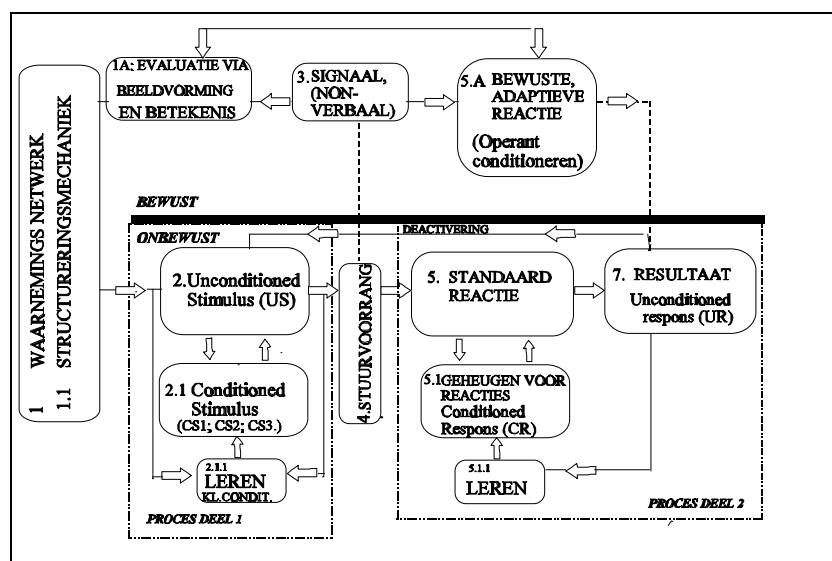 1 WAARNEMINGS NETWERK
1.1 STRUCTURERINGSMECHANIEK
1A: EVALUATIE VIA
BEELDVORMING
EN BETEKENIS
3. SIGNAAL,
(NON-
VERBAAL)
5.A BEWUSTE,
ADAPTIEVE
REACTIE
(Operant
conditioneren)
BEWUST
ONBEWUST
DEACTIVERING
2.Unconditioned
Stimulus (US)
4.STUURVOORRANG
5. STANDAARD
REACTIE
7. RESULTAAT
Unconditioned
respons (UR)
2.1 Conditioned
Stimulus
(CS1; CS2; CS3.)
5.1GEHEUGEN VOOR
REACTIES
Conditioned
Respons (CR)
2.1.1
LEREN
KL.CONDIT.
5.1.1
LEREN
PROCES DEEL 1
PROCES DEEL 2